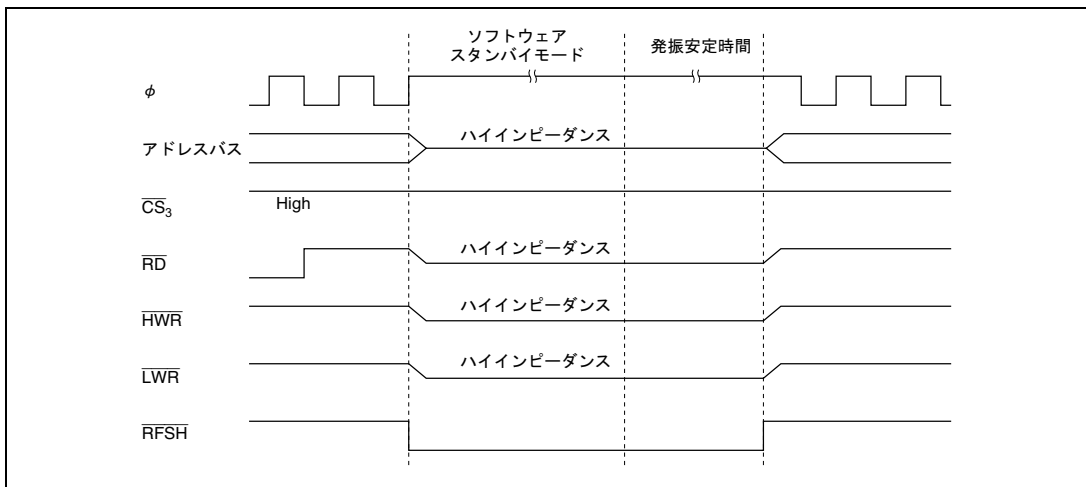 ソフトウェア
スタンバイモード
発振安定時間
φ
アドレスバス
ハイインピーダンス
CS3
High
RD
ハイインピーダンス
HWR
ハイインピーダンス
LWR
ハイインピーダンス
RFSH